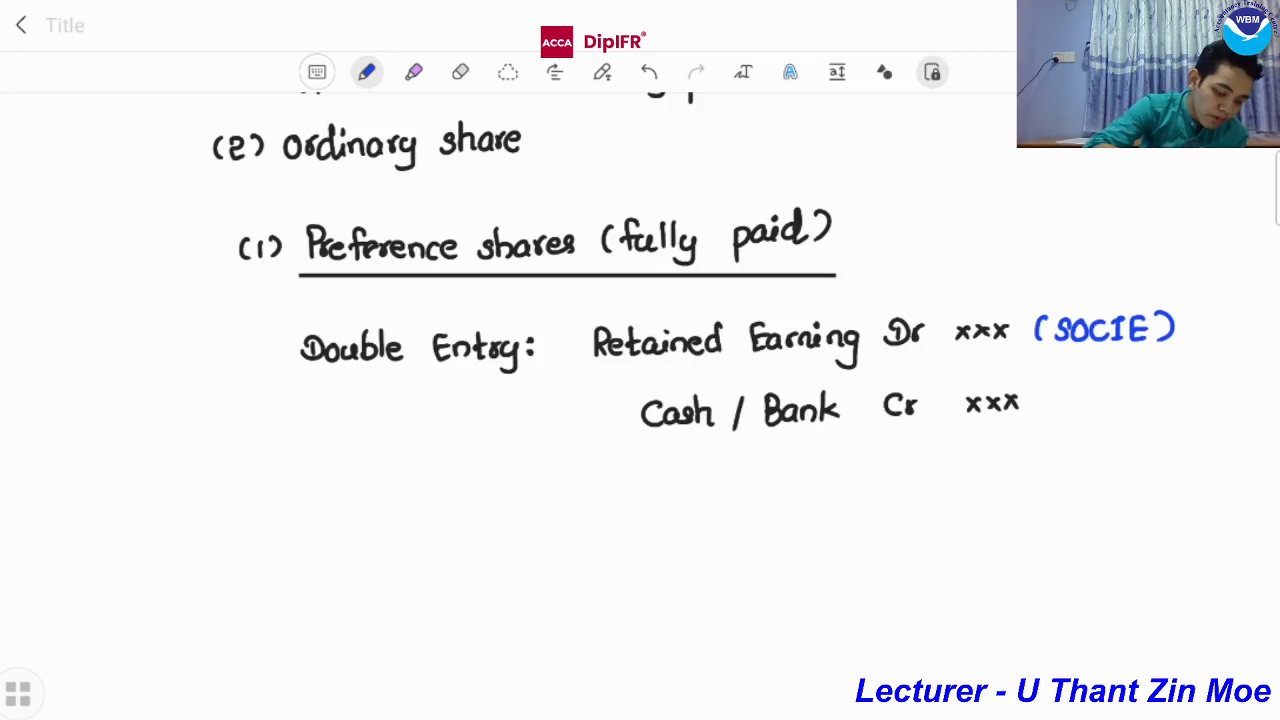 Title
ACCA DipIFR®
WBM
(2) Ordinary share
(1) Preference shares (fully paid)
Double Entry: Retained Earning Dr xxx (SOCIE)
Cash / Bank Cr xxx
Lecturer - U Thant Zin Moe